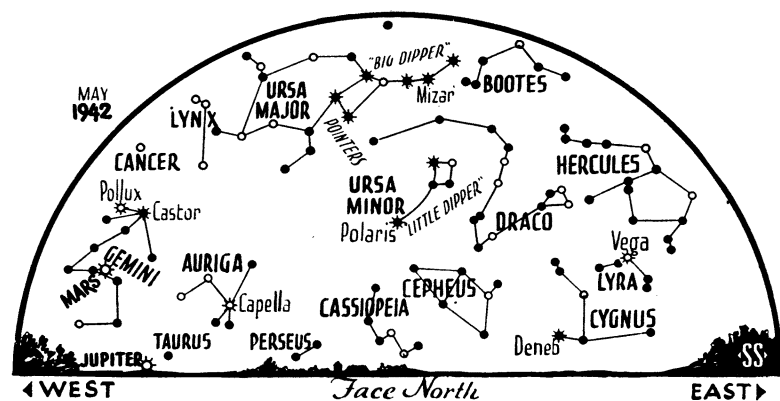 MAY
1942
"BIG DIPPER"
URSA
MAJOR
Mizar
BOOTES
LYNX
POINTERS
CANCER
HERCULES
Pollux
Castor
URSA
MINOR
"LITTLE DIPPER"
Polaris
DRACO
Vega
GEMINI
MARS
AURIGA
Capella
CASSIOPEIA
CEPHEUS
LYRA
CYGNUS
TAURUS
PERSEUS
Deneb
JUPITER
SS
WEST
Face North
EAST